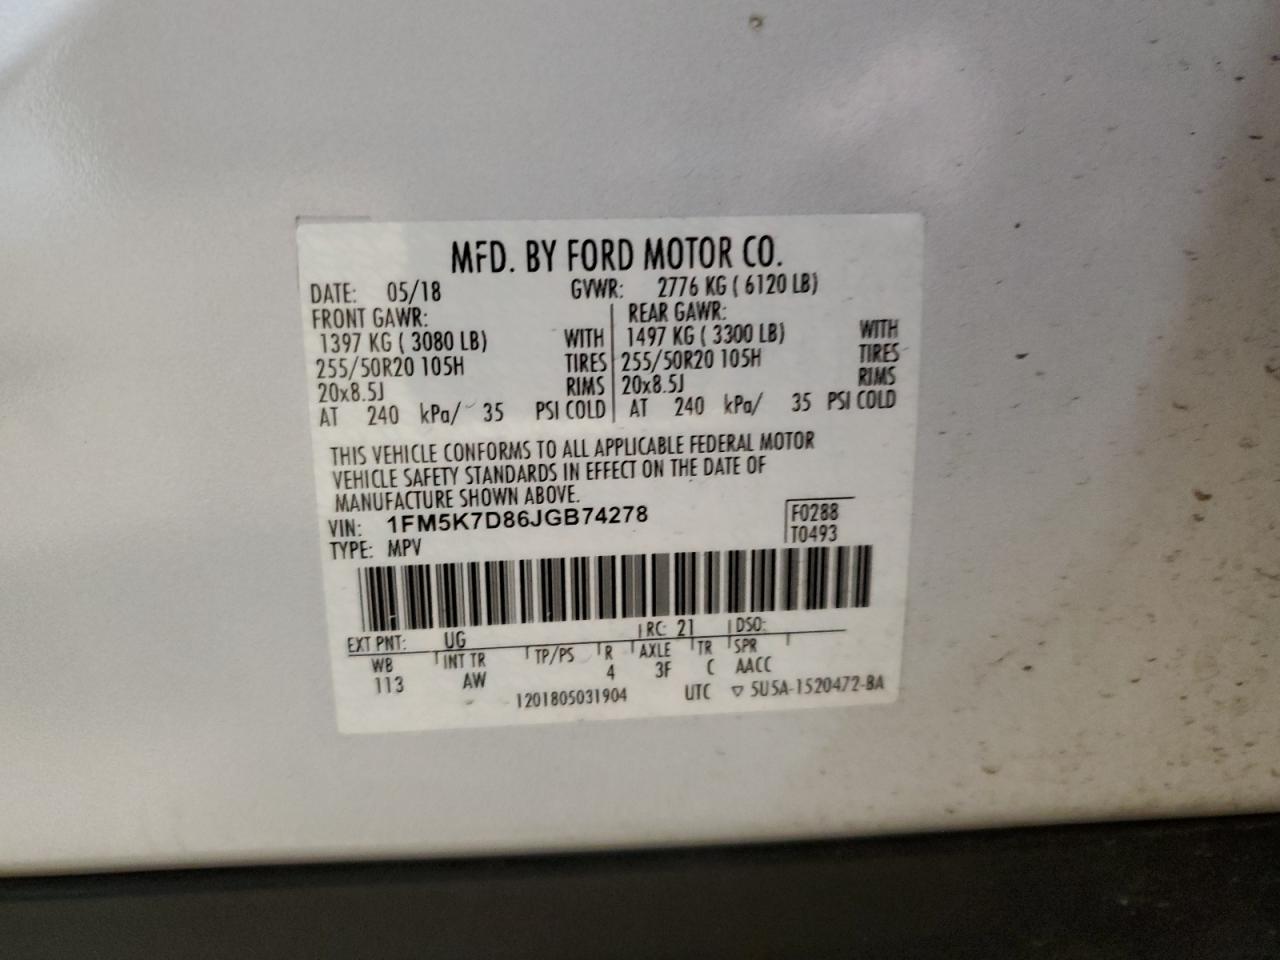 MFD. BY FORD MOTOR CO.
DATE: 05/18 GVWR: 2776 KG ( 6120 LB)
FRONT GAWR: REAR GAWR:
1397 KG ( 3080 LB) WITH 1497 KG ( 3300 LB) WITH
255/50R20 105H TIRES 255/50R20 105H TIRES
20x8.5J RIMS 20x8.5J RIMS
AT 240 kPa/ 35 PSI COLD AT 240 kPa/ 35 PSI COLD
THIS VEHICLE CONFORMS TO ALL APPLICABLE FEDERAL MOTOR
VEHICLE SAFETY STANDARDS IN EFFECT ON THE DATE OF
MANUFACTURE SHOWN ABOVE.
VIN: 1FM5K7D86JGB74278 F0288
TYPE: MPV T0493
EXT PNT: UG RC: 21 DSO:
WB INT TR TP/PS R AXLE TR SPR
113 AW 4 3F C AACC
1201805031904 UTC ▽ 5U5A-1520472-BA